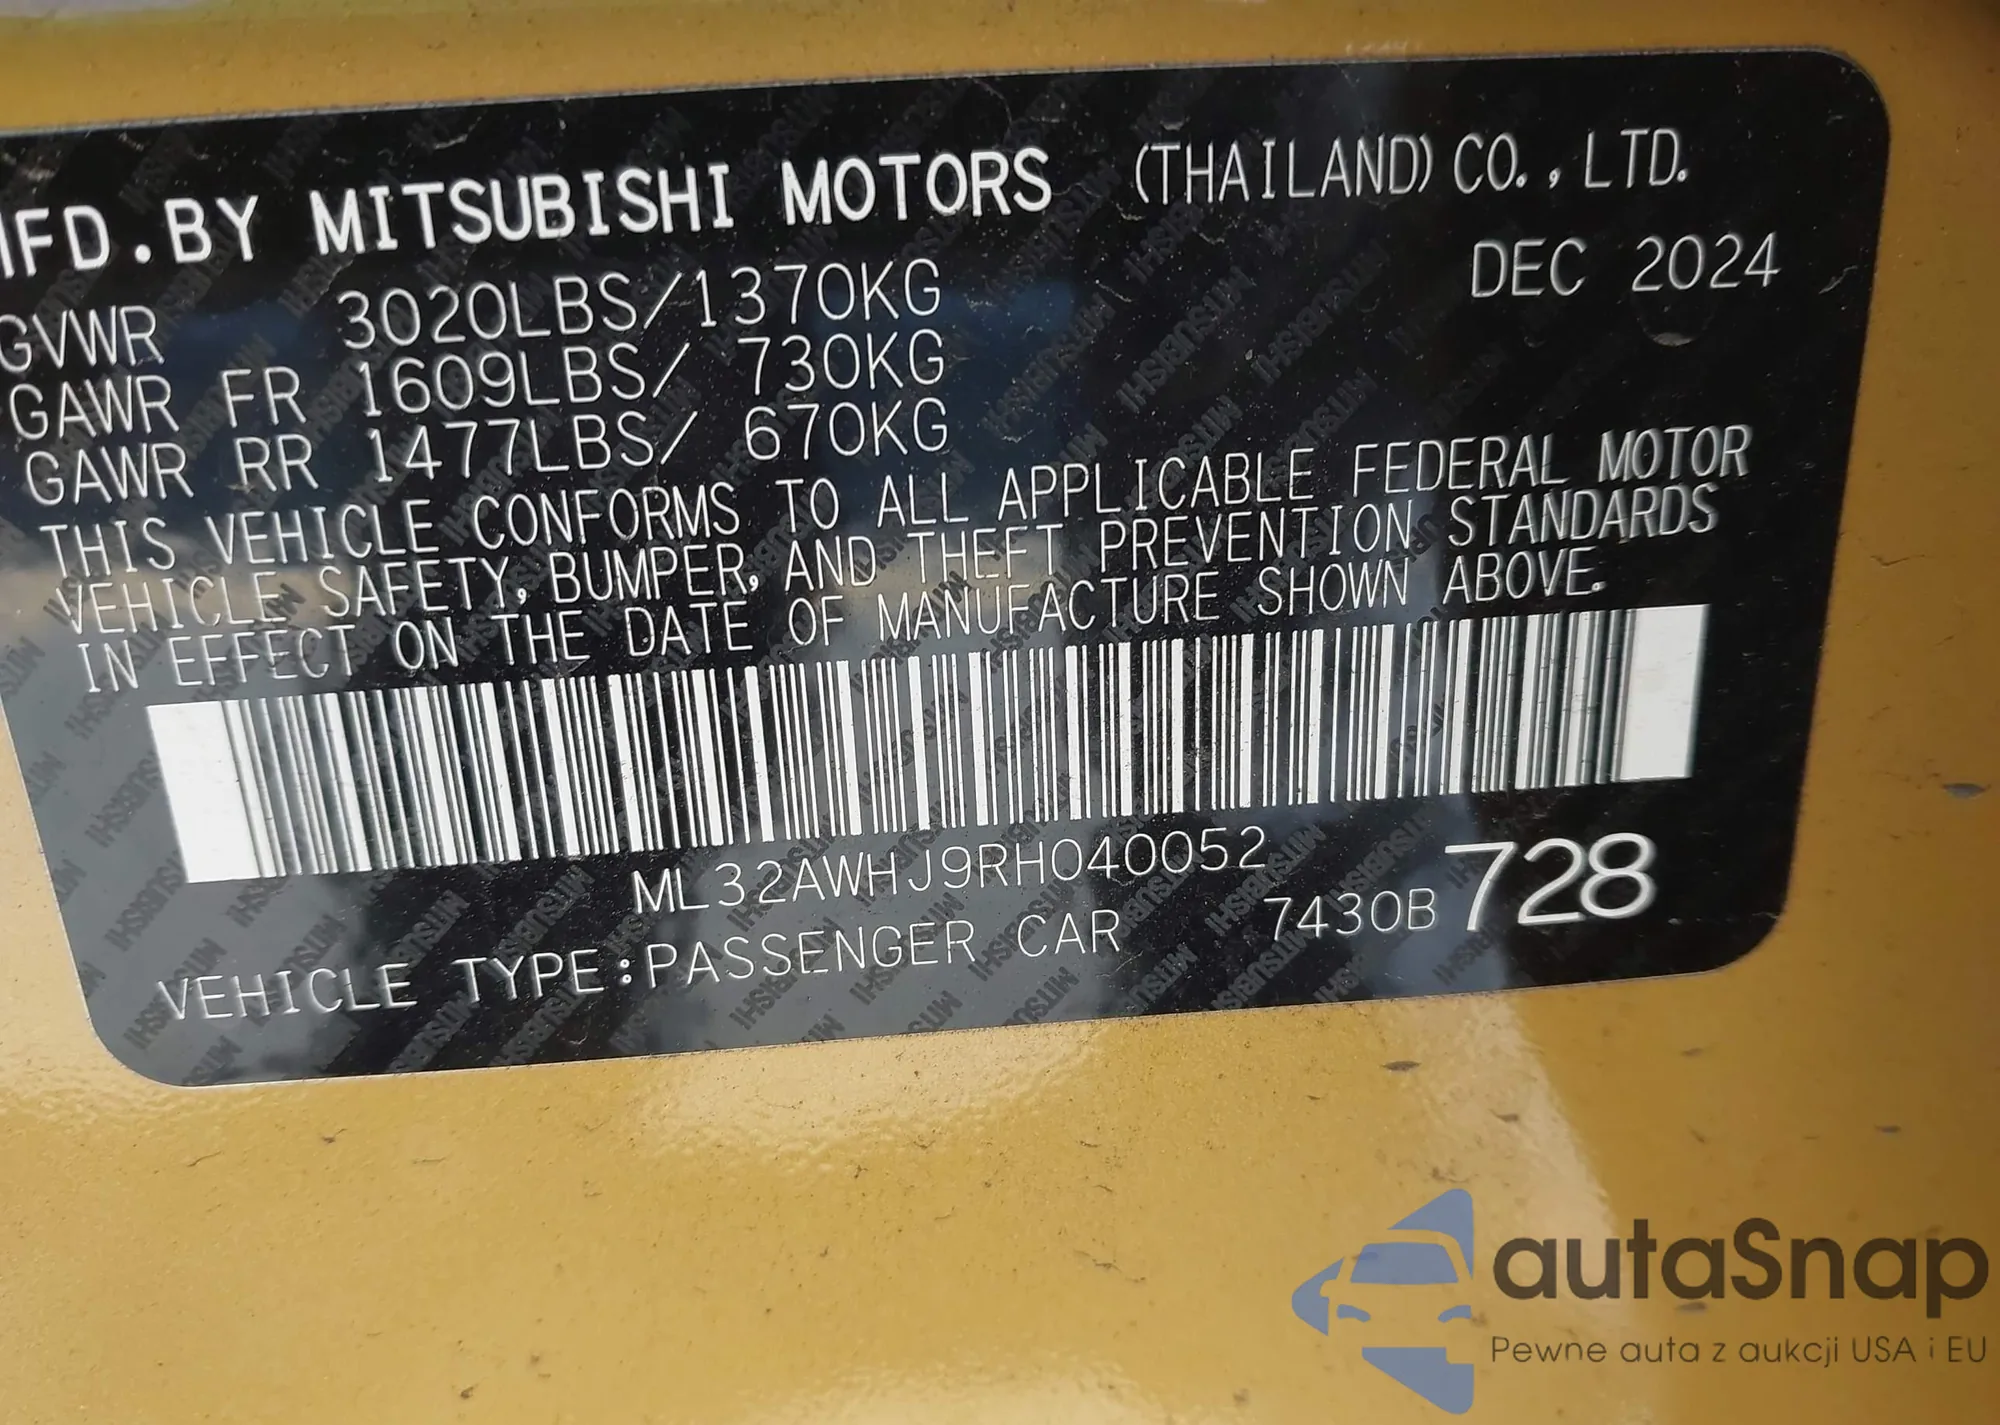 MFD.BY MITSUBISHI MOTORS (THAILAND) CO.,LTD.
DEC 2024
GVWR 3020LBS/1370KG
GAWR FR 1609LBS/ 730KG
GAWR RR 1477LBS/ 670KG
THIS VEHICLE CONFORMS TO ALL APPLICABLE FEDERAL MOTOR
VEHICLE SAFETY, BUMPER, AND THEFT PREVENTION STANDARDS
IN EFFECT ON THE DATE OF MANUFACTURE SHOWN ABOVE.
ML32AWHJ9RH040052
VEHICLE TYPE:PASSENGER CAR 7430B 728
autaSnap
Pewne auta z aukcji USA i EU